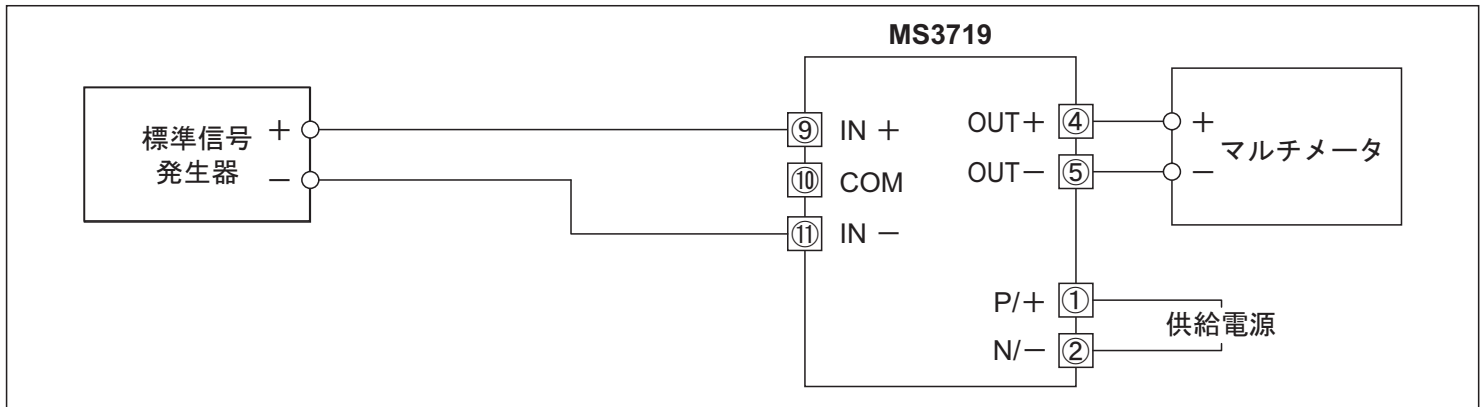 MS3719
標準信号
発生器
＋
－
⑨ IN +
⑩ COM
⑪ IN －
OUT＋ ④
OUT－ ⑤
P/＋ ①
N/－ ②
＋
－
マルチメータ
供給電源